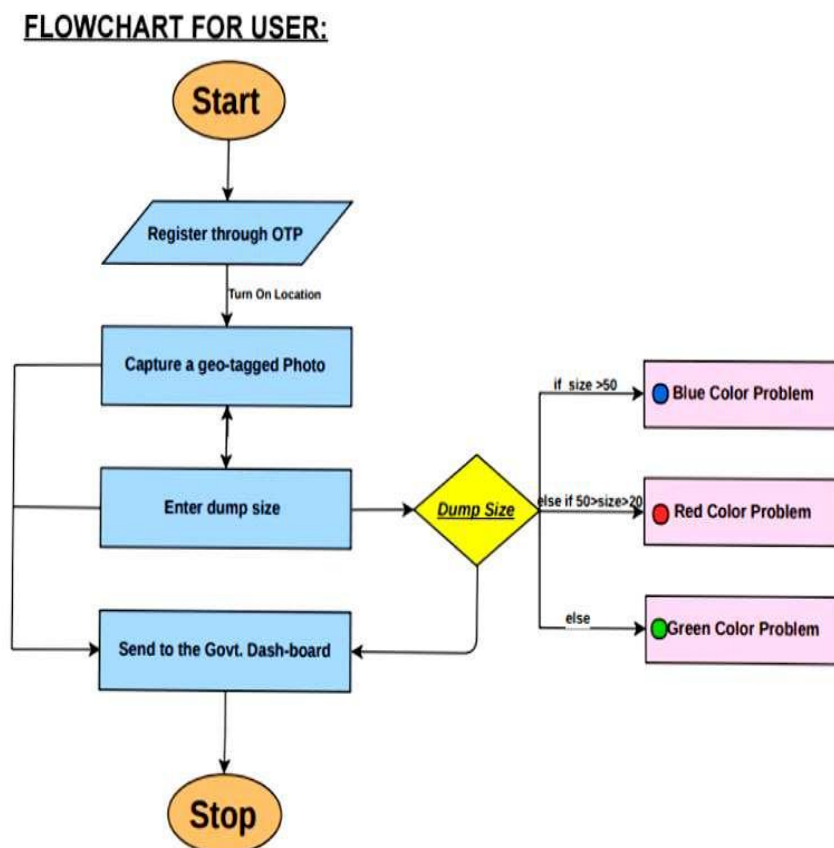 FLOWCHART FOR USER:
Start
Register through OTP
Turn On Location
Capture a geo-tagged Photo
if size >50
Blue Color Problem
Enter dump size
Dump Size
else if 50>size>20
Red Color Problem
else
Green Color Problem
Send to the Govt. Dash-board
Stop